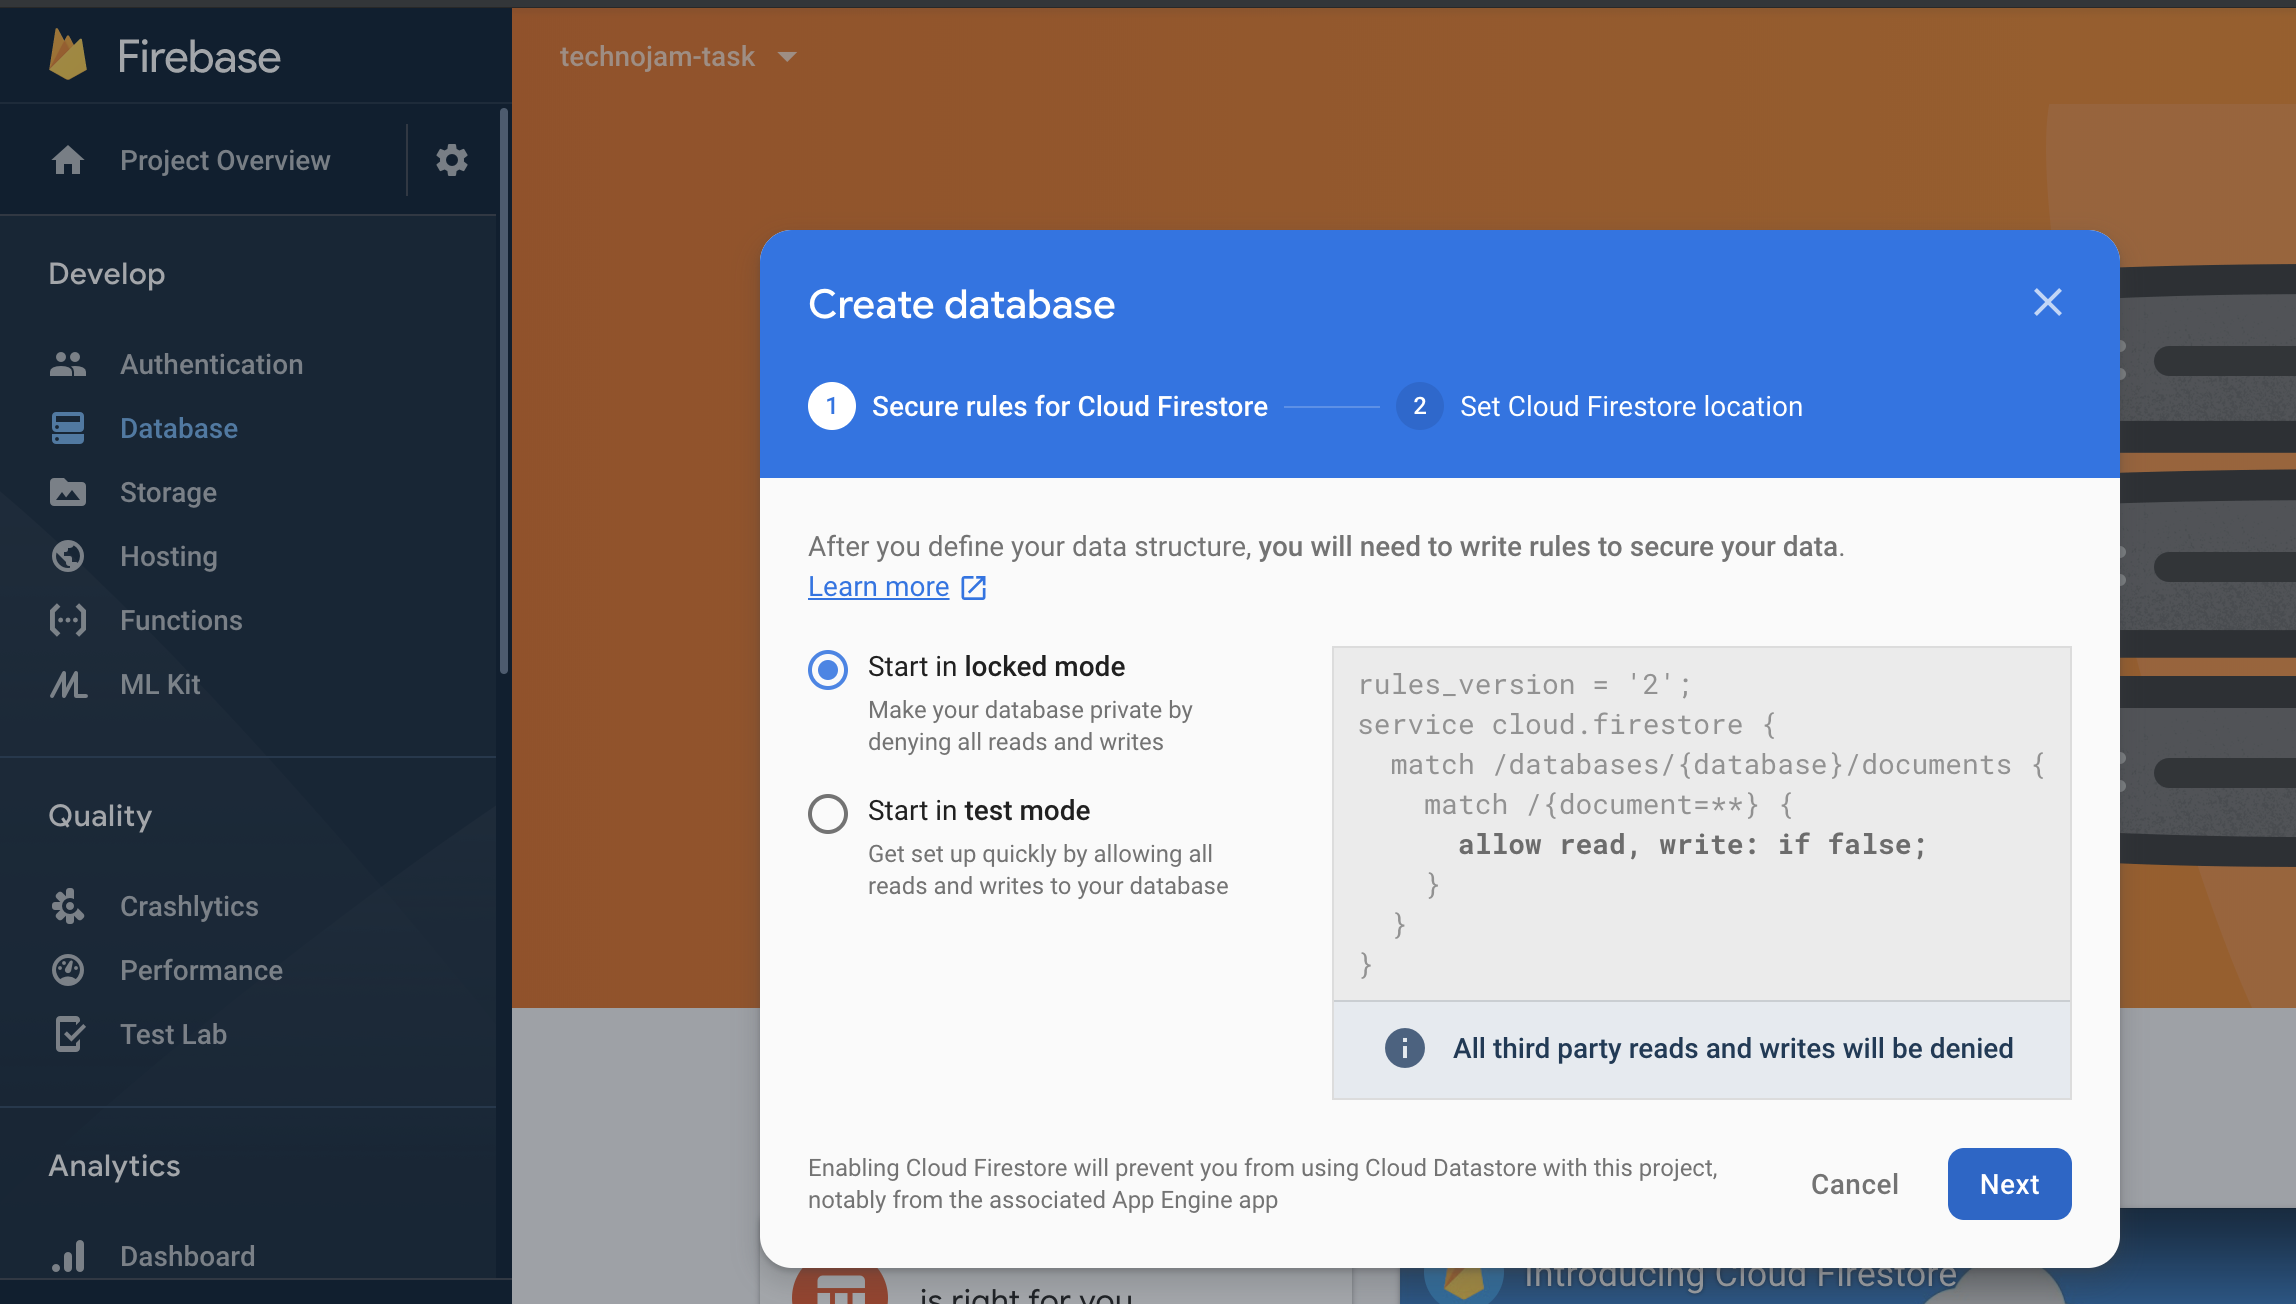 Firebase
technojam-task
Project Overview
Develop
Authentication
Database
Storage
Hosting
Functions
ML Kit
Quality
Crashlytics
Performance
Test Lab
Analytics
Dashboard
Create database
1 Secure rules for Cloud Firestore 2 Set Cloud Firestore location
After you define your data structure, you will need to write rules to secure your data.
Learn more
Start in locked mode
Make your database private by
denying all reads and writes
Start in test mode
Get set up quickly by allowing all
reads and writes to your database
rules_version = '2';
service cloud.firestore {
  match /databases/{database}/documents {
    match /{document=**} {
      allow read, write: if false;
    }
  }
}
All third party reads and writes will be denied
Enabling Cloud Firestore will prevent you from using Cloud Datastore with this project,
notably from the associated App Engine app
Cancel
Next
is right for you
Introducing Cloud Firestore